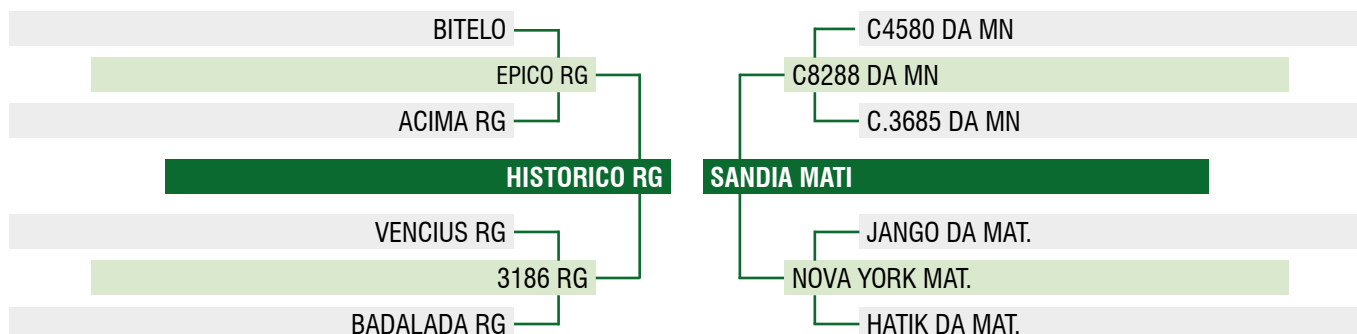 BITELO
EPICO RG
ACIMA RG
HISTORICO RG
VENCIUS RG
3186 RG
BADALADA RG
C4580 DA MN
C8288 DA MN
C.3685 DA MN
SANDIA MATI
JANGO DA MAT.
NOVA YORK MAT.
HATIK DA MAT.